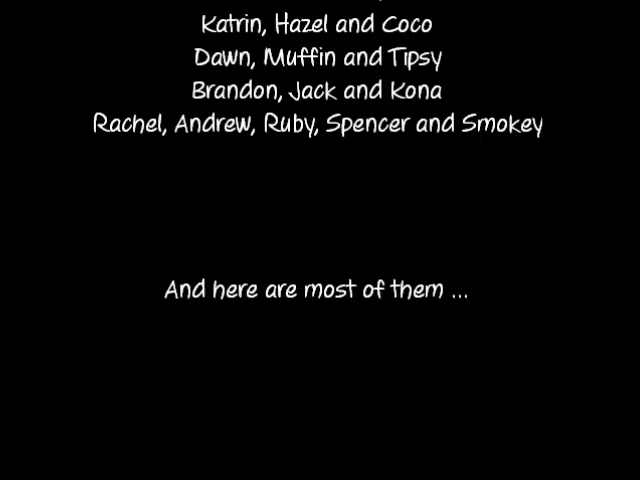 Katrin, Hazel and Coco
Dawn, Muffin and Tipsy
Brandon, Jack and Kona
Rachel, Andrew, Ruby, Spencer and Smokey
And here are most of them ...